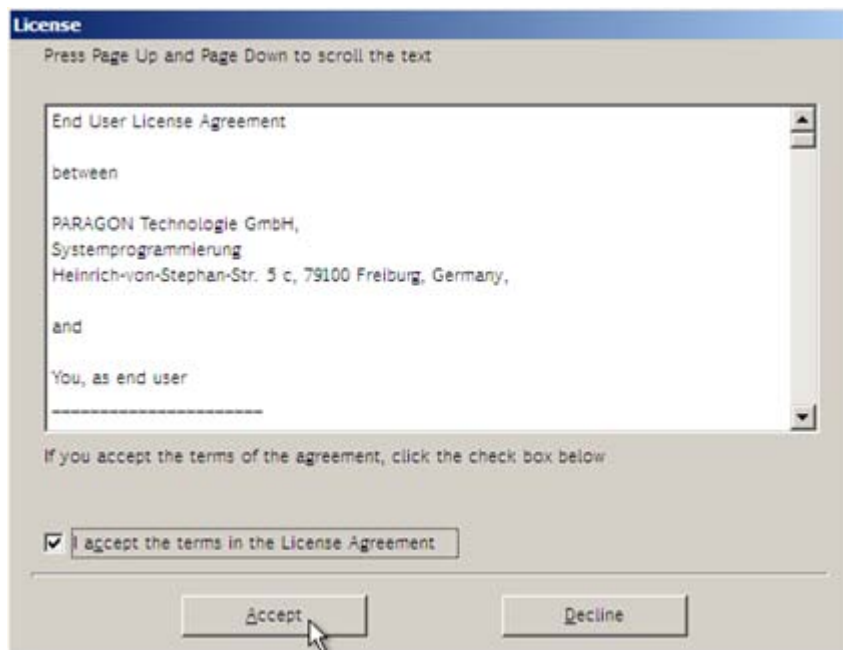 License
Press Page Up and Page Down to scroll the text
End User License Agreement
between
PARAGON Technologie GmbH,
Systemprogrammierung
Heinrich-von-Stephan-Str. 5 c, 79100 Freiburg, Germany,
and
You, as end user
----------------------
If you accept the terms of the agreement, click the check box below
I accept the terms in the License Agreement
Accept
Decline